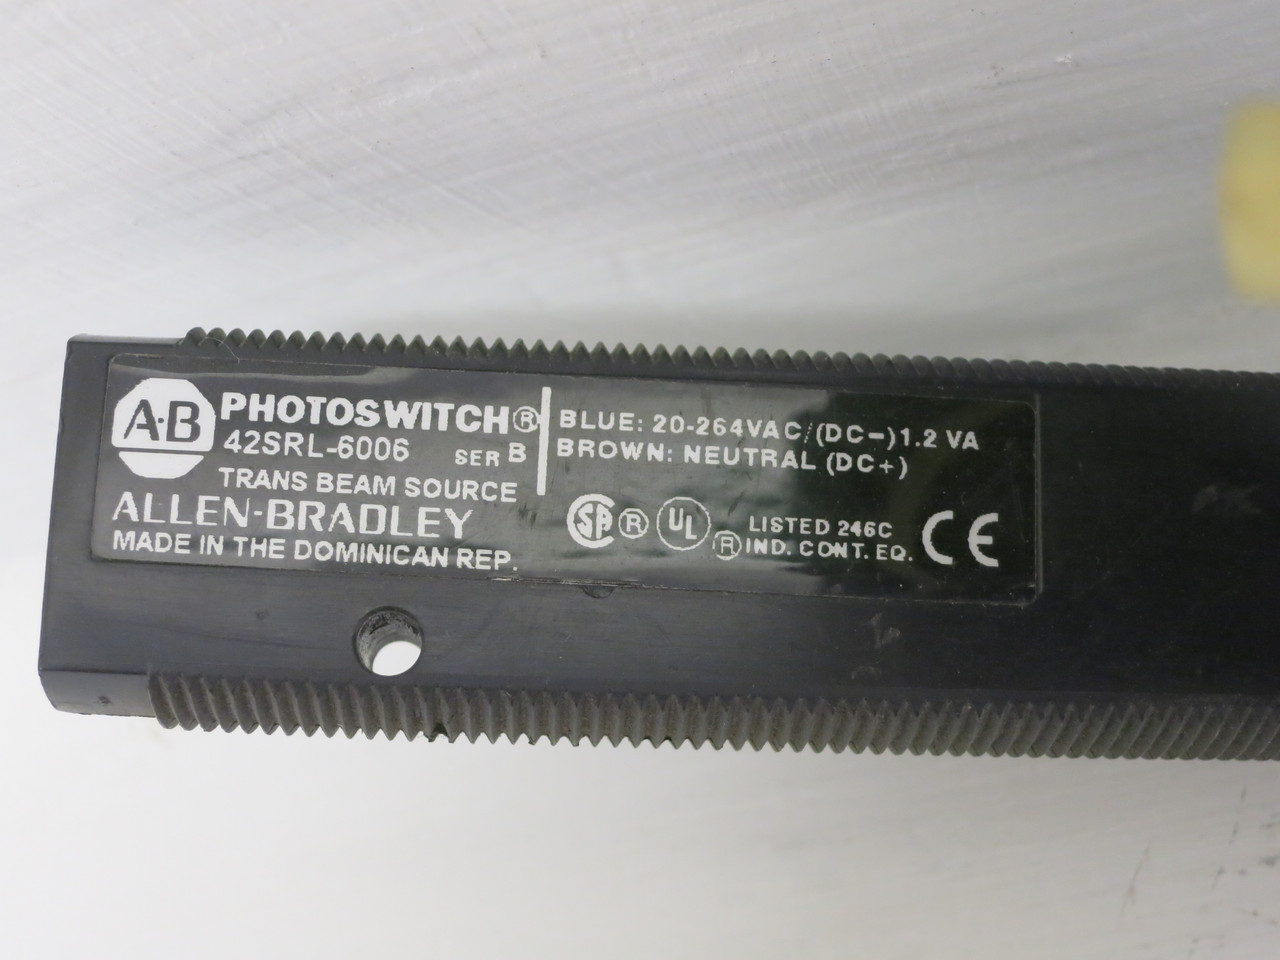 A-B
PHOTOSWITCH®
42SRL-6006 SER B
TRANS BEAM SOURCE
ALLEN-BRADLEY
MADE IN THE DOMINICAN REP.
BLUE: 20-264VAC/(DC-)1.2 VA
BROWN: NEUTRAL (DC+)
SA ® UL ® LISTED 246C
IND. CONT. EQ. CE